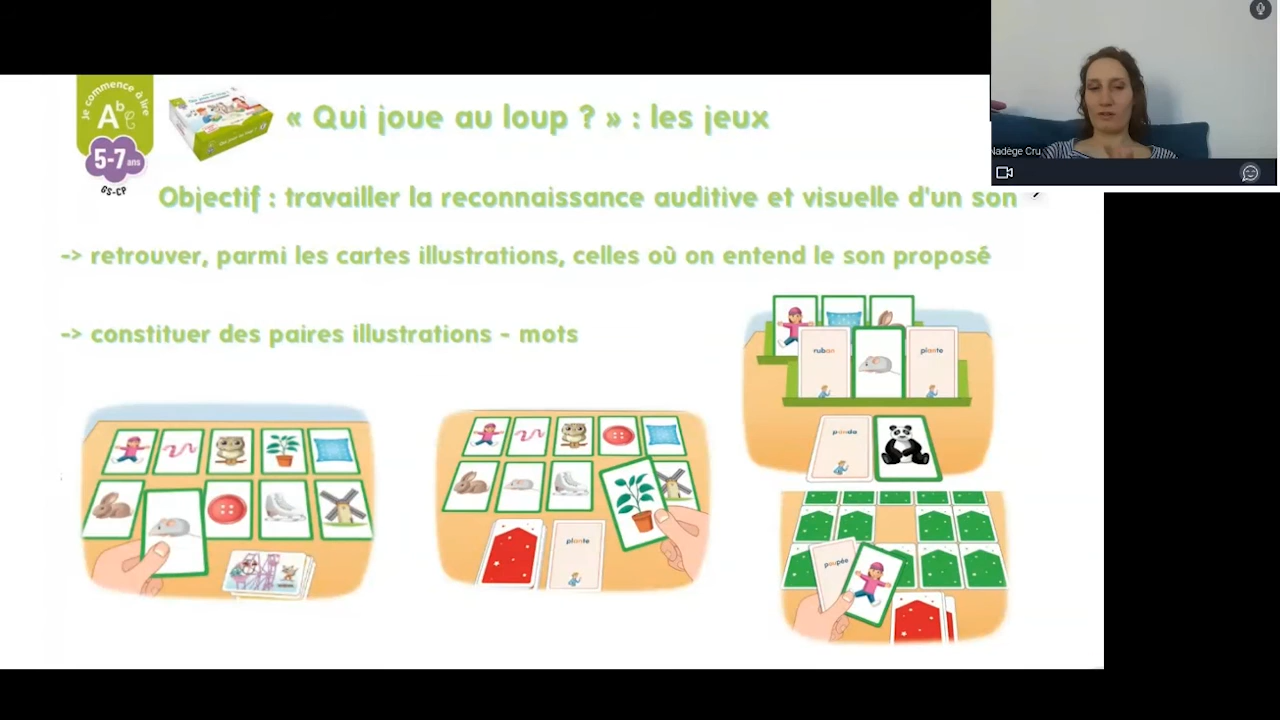 Je commence à lire
Ab
5-7 ans
GS-CP
« Qui joue au loup ? » : les jeux
Nadège Cru
Objectif : travailler la reconnaissance auditive et visuelle d'un son
-> retrouver, parmi les cartes illustrations, celles où on entend le son proposé
-> constituer des paires illustrations - mots
ruban
plante
panda
plante
poupée